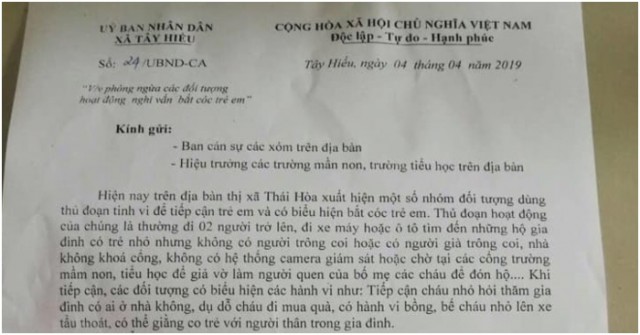 UỶ BAN NHÂN DÂN
XÃ TÂY HIẾU
CỘNG HÒA XÃ HỘI CHỦ NGHĨA VIỆT NAM
Độc lập - Tự do - Hạnh phúc
Số: 24/UBND-CA
Tây Hiếu, ngày 04 tháng 04 năm 2019
"V/v phòng ngừa các đối tượng
hoạt động nghi vấn bắt cóc trẻ em"
Kính gửi:
- Ban cán sự các xóm trên địa bàn
- Hiệu trưởng các trường mần non, trường tiểu học trên địa bàn
Hiện nay trên địa bàn thị xã Thái Hòa xuất hiện một số nhóm đối tượng dùng
thủ đoạn tinh vi để tiếp cận trẻ em và có biểu hiện bắt cóc trẻ em. Thủ đoạn hoạt động
của chúng là thường đi 02 người trở lên, đi xe máy hoặc ô tô tìm đến những hộ gia
đình có trẻ nhỏ nhưng không có người trông coi hoặc có người già trông coi, nhà
không khoá cổng, không có hệ thống camera giám sát hoặc chờ tại các cổng trường
mầm non, tiểu học để giả vờ làm người quen của bố mẹ các cháu để đón hộ.... Khi
tiếp cận, các đối tượng có biểu hiện các hành vi như: Tiếp cận cháu nhỏ hỏi thăm gia
đình có ai ở nhà không, dụ dỗ cháu đi mua quà, có hành vi bồng, bế cháu nhỏ lên xe
tẩu thoát, có thể giằng co trẻ với người thân trong gia đình.